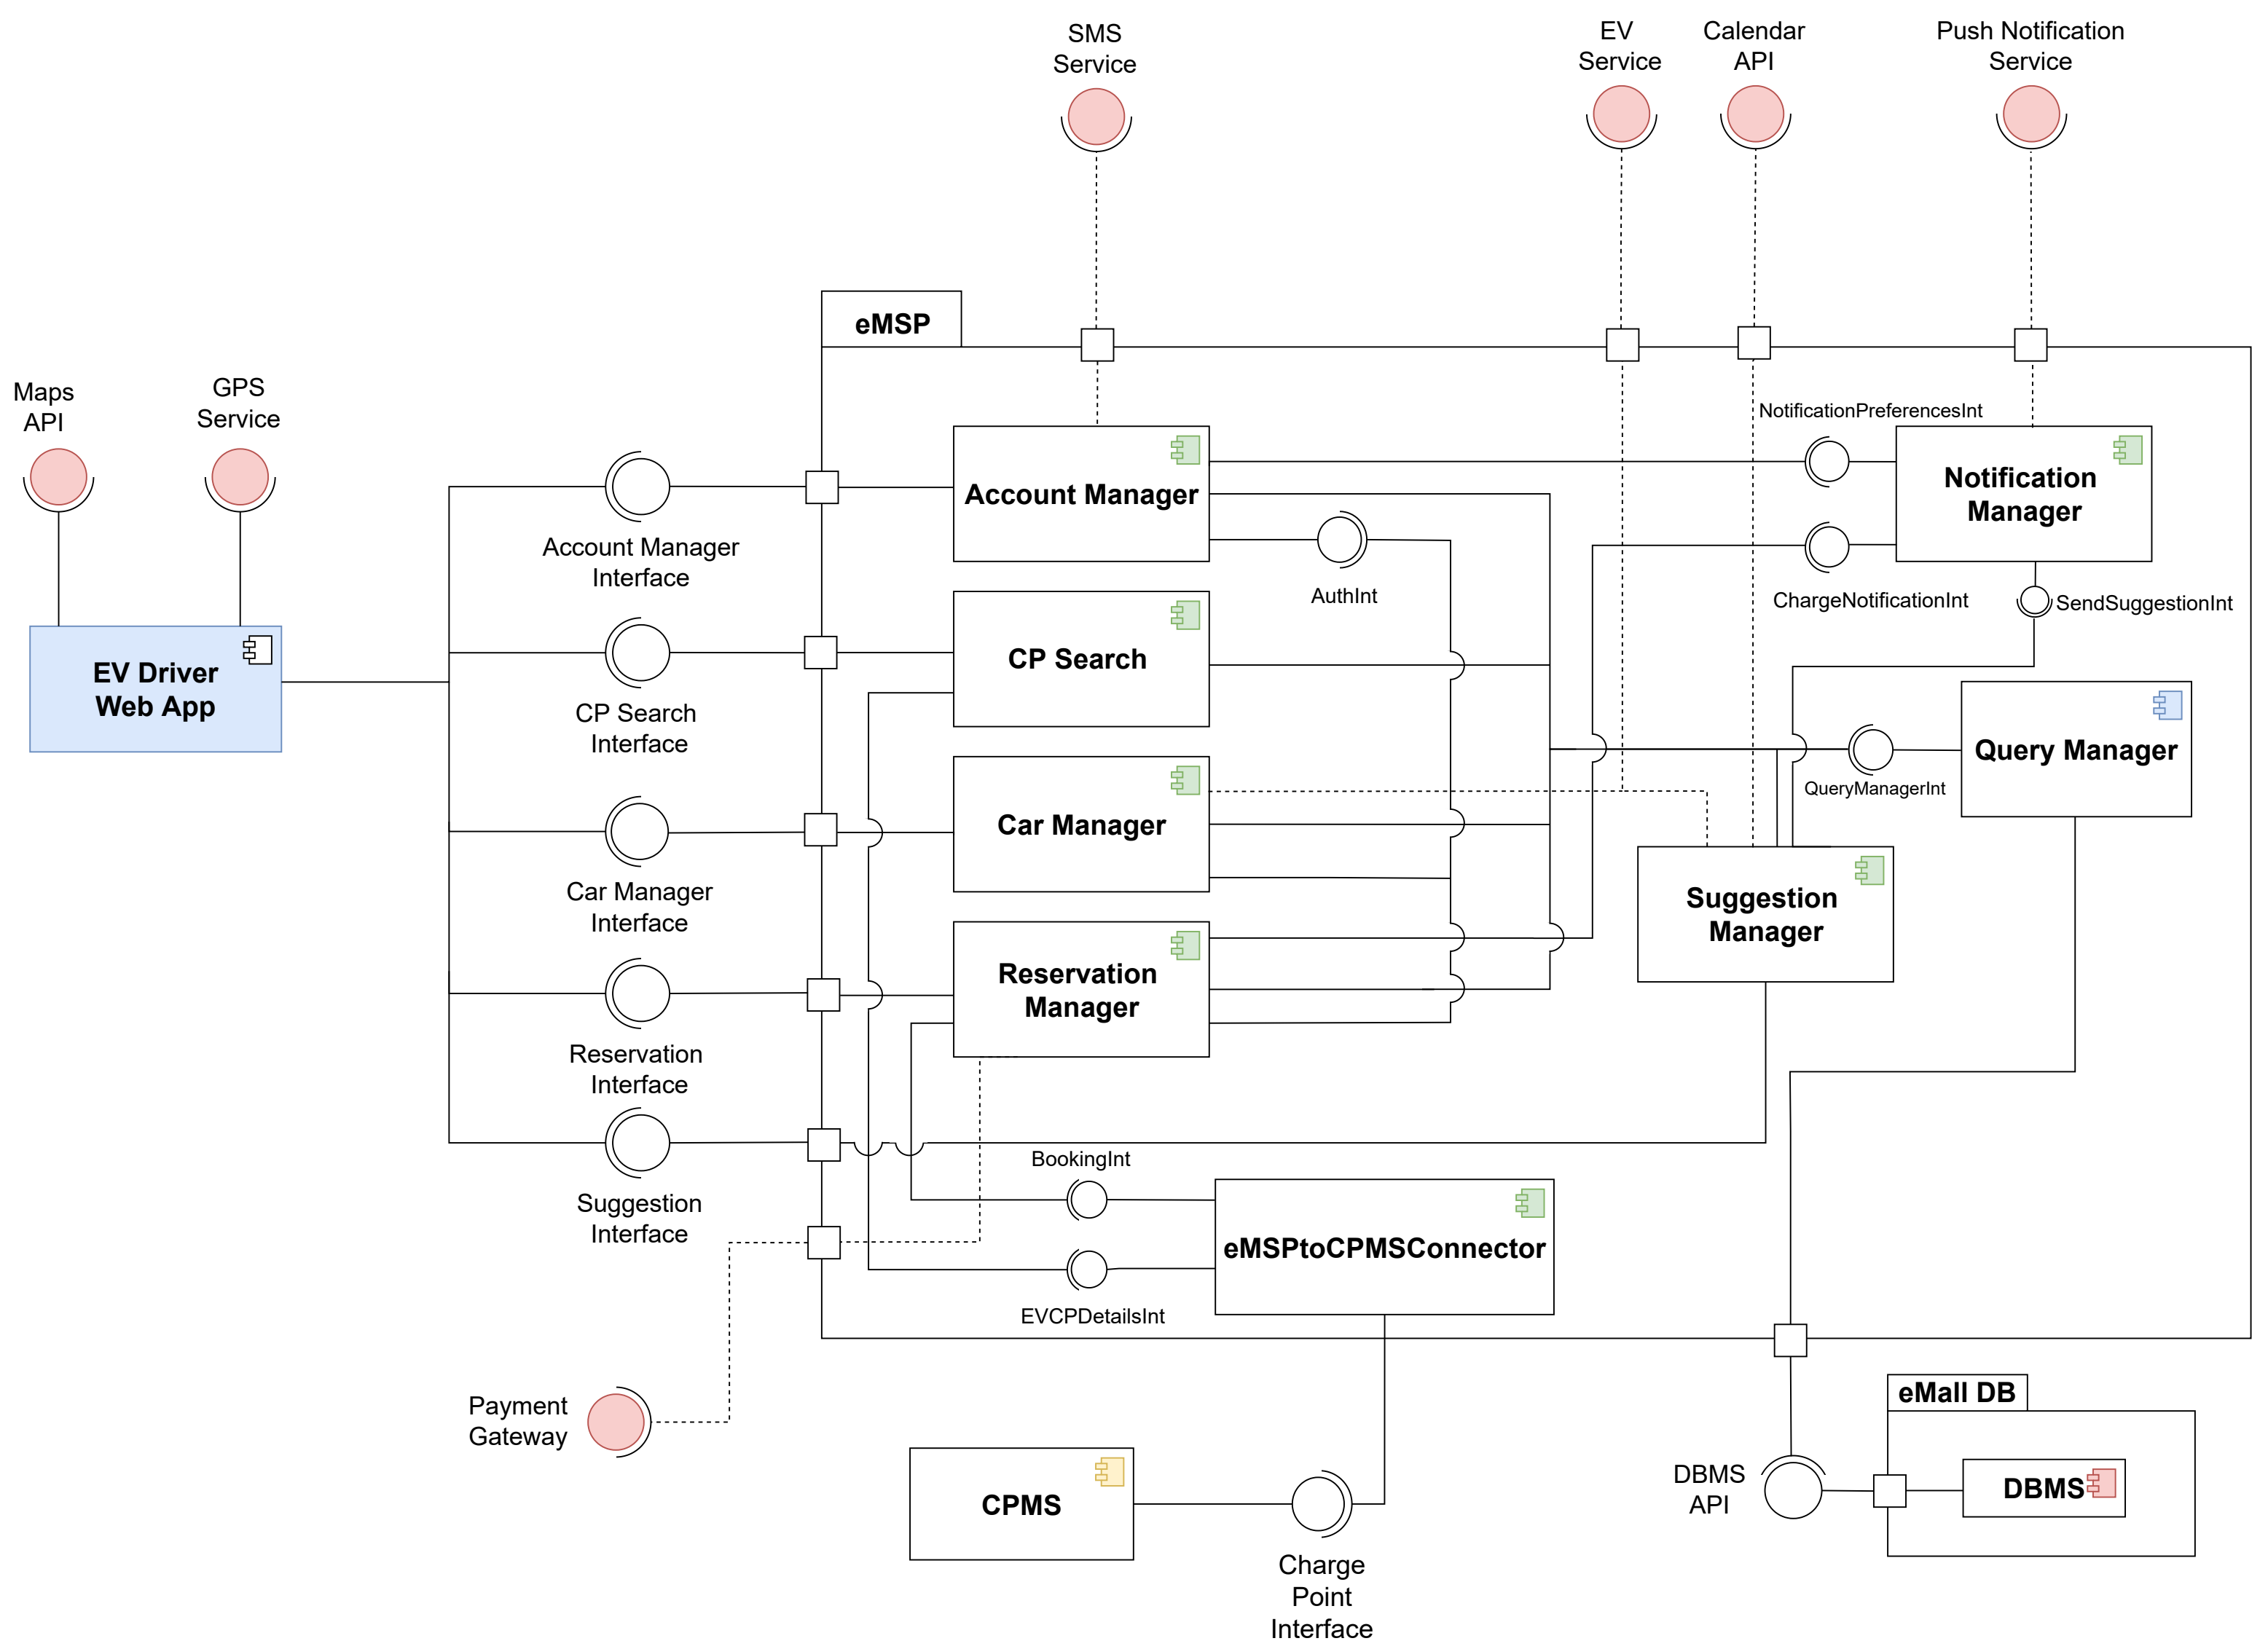 SMS
Service
EV
Service
Calendar
API
Push Notification
Service
eMSP
Maps
API
GPS
Service
NotificationPreferencesInt
Account Manager
Notification
Manager
Account Manager
Interface
AuthInt
ChargeNotificationInt
SendSuggestionInt
EV Driver
Web App
CP Search
CP Search
Interface
Query Manager
QueryManagerInt
Car Manager
Car Manager
Interface
Suggestion
Manager
Reservation
Manager
Reservation
Interface
BookingInt
Suggestion
Interface
eMSPtoCPMSConnector
EVCPDetailsInt
Payment
Gateway
eMall DB
CPMS
DBMS
API
DBMS
Charge
Point
Interface